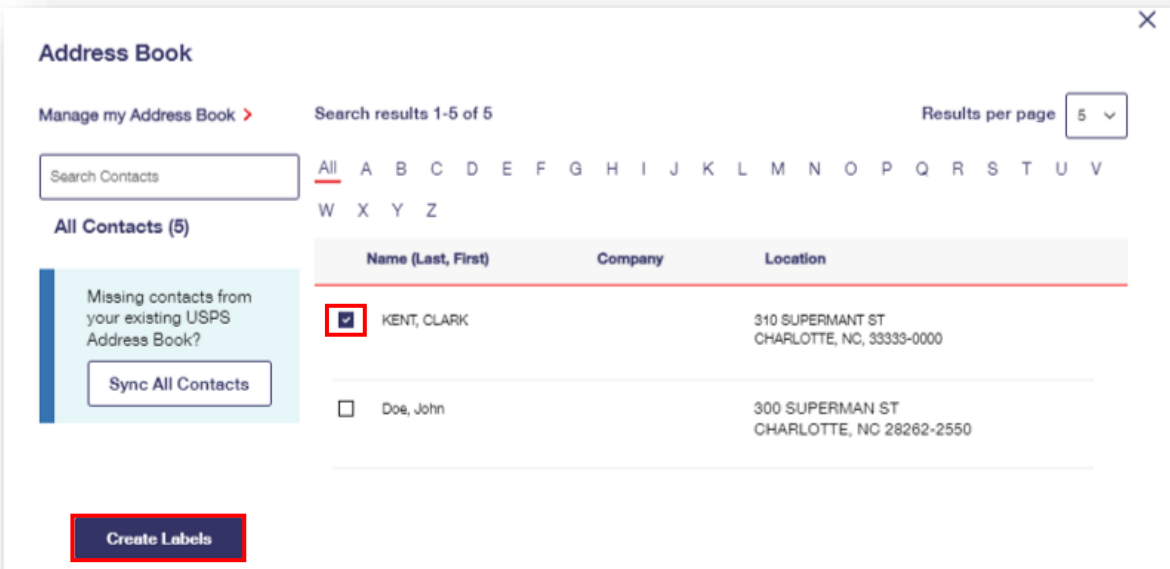 Address Book
Manage my Address Book >
Search results 1-5 of 5
Results per page 5
Search Contacts
All A B C D E F G H I J K L M N O P Q R S T U V
W X Y Z
All Contacts (5)
Name (Last, First) Company Location
Missing contacts from
your existing USPS
Address Book?
Sync All Contacts
KENT, CLARK
310 SUPERMANT ST
CHARLOTTE, NC, 33333-0000
Doe, John
300 SUPERMAN ST
CHARLOTTE, NC 28262-2550
Create Labels